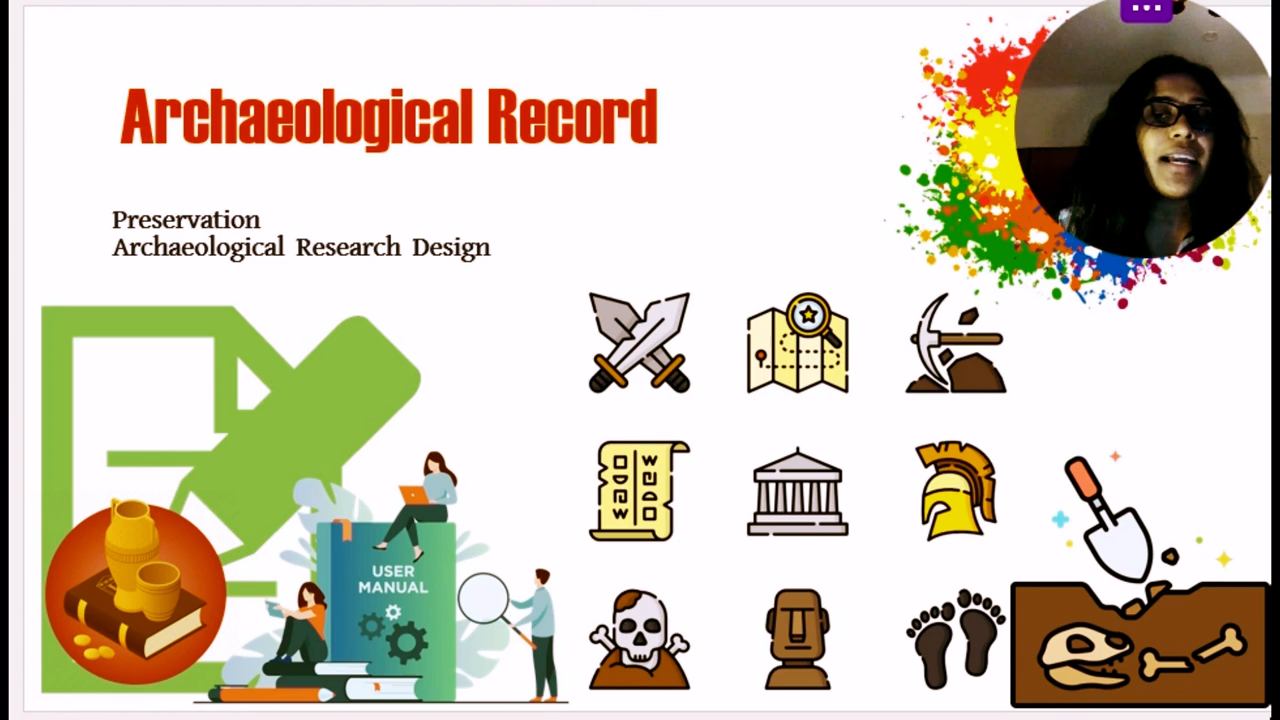 Archaeological Record
Preservation
Archaeological Research Design
USER
MANUAL